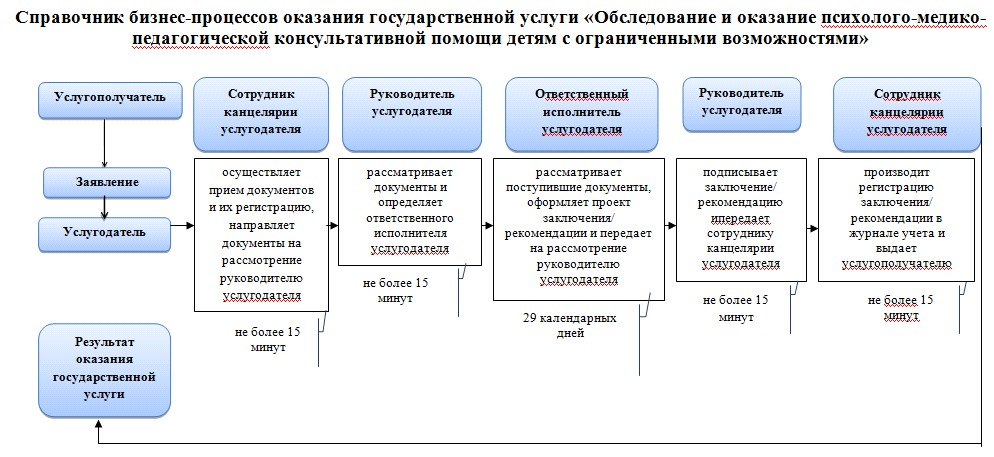 Справочник бизнес-процессов оказания государственной услуги «Обследование и оказание психолого-медико-
педагогической консультативной помощи детям с ограниченными возможностями»
Услугополучатель
Заявление
Услугодатель
Результат
оказания
государственной
услуги
Сотрудник
канцелярии
услугодателя
осуществляет
прием документов
и их регистрацию,
направляет
документы на
рассмотрение
руководителю
услугодателя
не более 15
минут
Руководитель
услугодателя
рассматривает
документы и
определяет
ответственного
исполнителя
услугодателя
не более 15
минут
Ответственный
исполнитель
услугодателя
рассматривает
поступившие документы,
оформляет проект
заключения/
рекомендации и передает
на рассмотрение
руководителю
услугодателя
29 календарных
дней
Руководитель
услугодателя
подписывает
заключение/
рекомендацию
ипередает
сотруднику
канцелярии
услугодателя
не более 15
минут
Сотрудник
канцелярии
услугодателя
производит
регистрацию
заключения/
рекомендации в
журнале учета и
выдает
услугополучателю
не более 15
минут